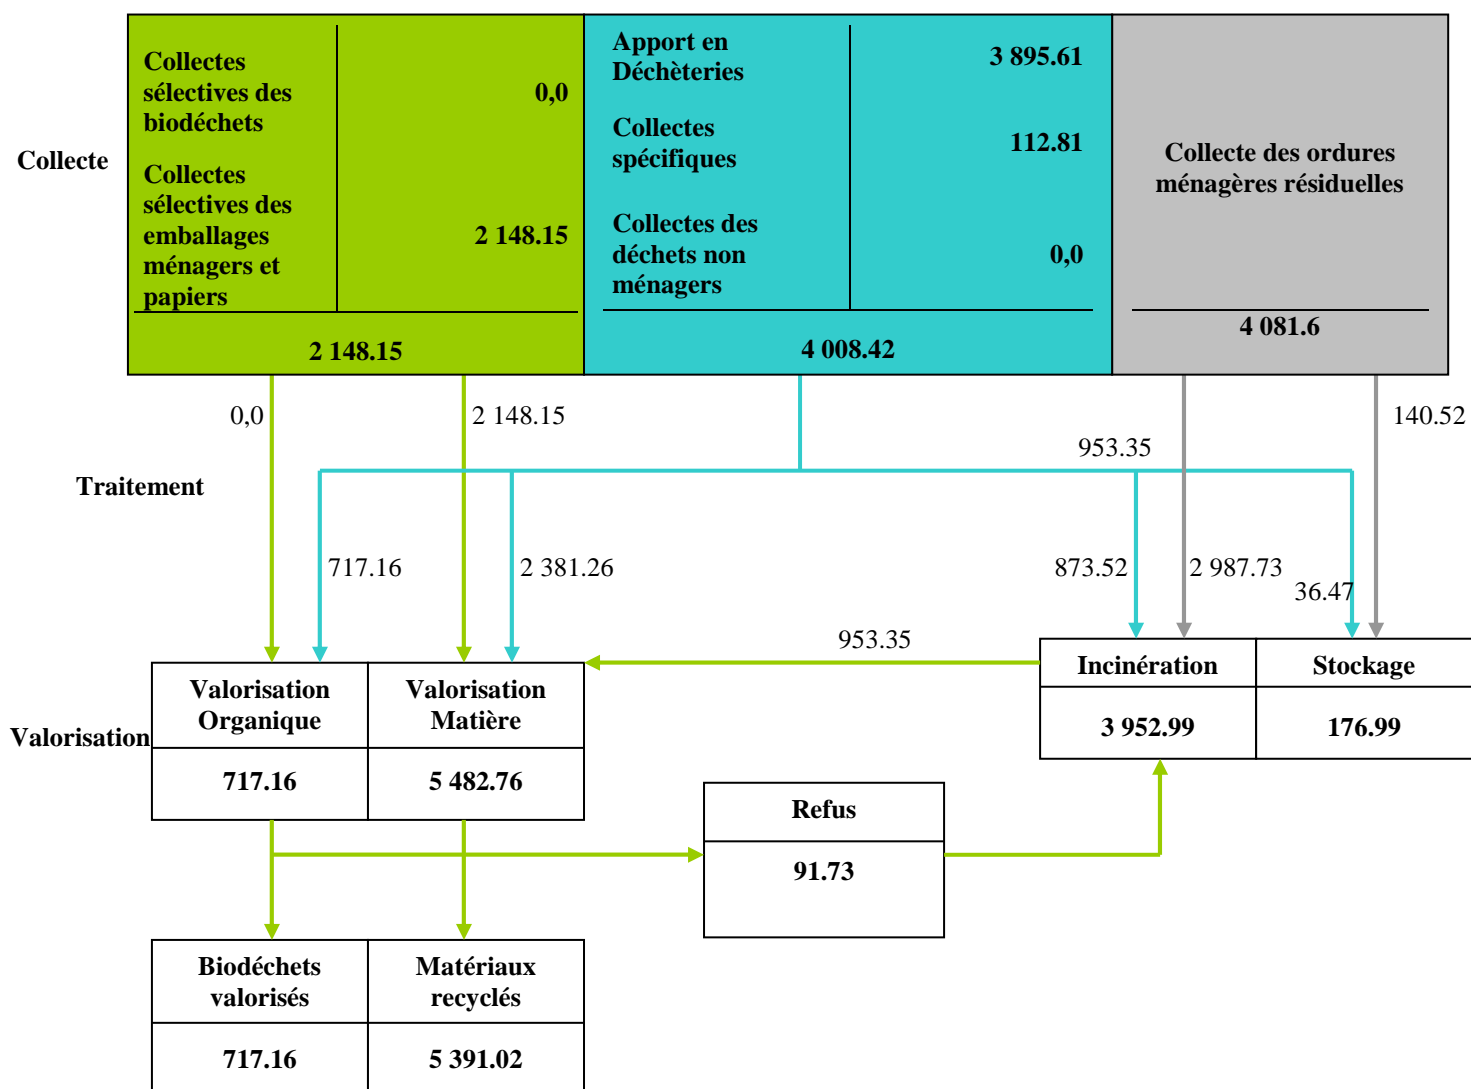 Collecte
Collectes
sélectives des
biodéchets
0,0
Collectes
sélectives des
emballages
ménagers et
papiers
2 148.15
2 148.15
Apport en
Déchèteries
3 895.61
Collectes
spécifiques
112.81
Collectes des
déchets non
ménagers
0,0
4 008.42
Collecte des ordures
ménagères résiduelles
4 081.6
0,0
2 148.15
953.35
140.52
Traitement
717.16
2 381.26
873.52
2 987.73
36.47
953.35
Valorisation
Valorisation
Organique
717.16
Valorisation
Matière
5 482.76
Incinération
3 952.99
Stockage
176.99
Refus
91.73
Biodéchets
valorisés
717.16
Matériaux
recyclés
5 391.02